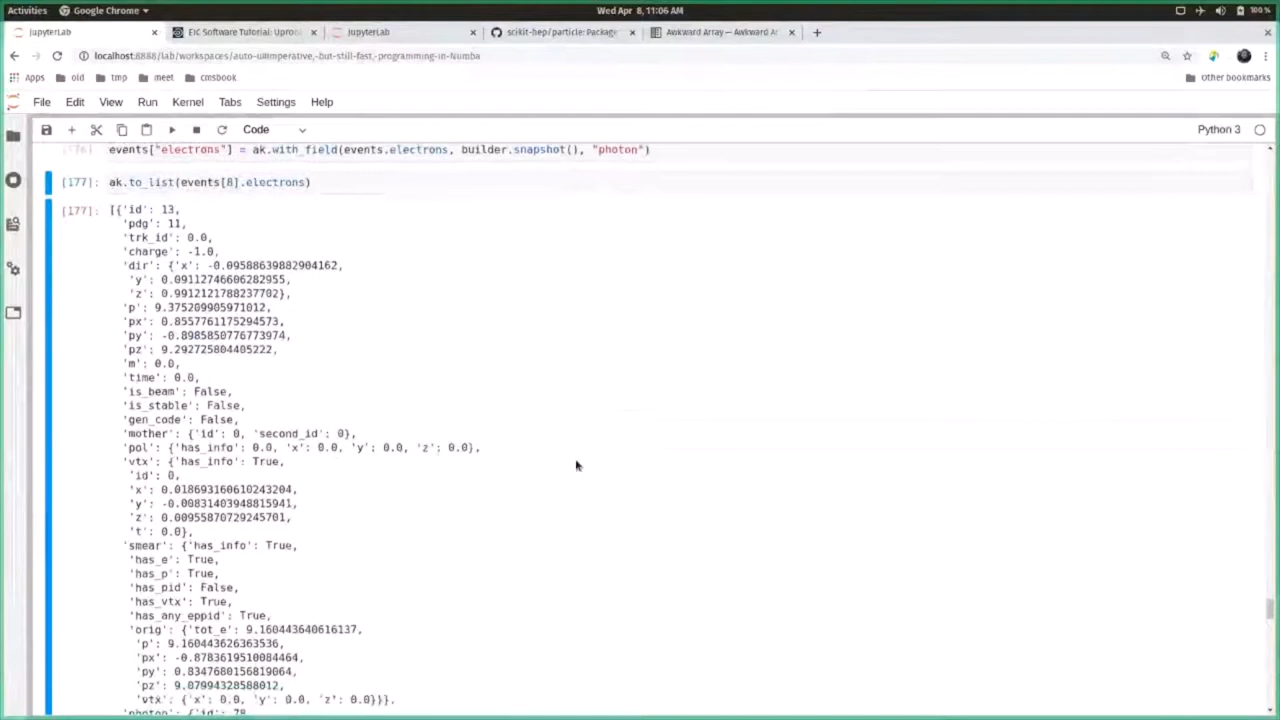 Activities
Google Chrome
Wed Apr 8, 11:06 AM
100 %
JupyterLab
EIC Software Tutorial: Uproo
JupyterLab
scikit-hep/particle: Package
Awkward Array — Awkward Ar
localhost:8888/lab/workspaces/auto-u#Imperative,-but-still-fast,-programming-in-Numba
Apps
old
tmp
meet
cmsbook
Other bookmarks
File Edit View Run Kernel Tabs Settings Help
Code
Python 3
[176]: events["electrons"] = ak.with_field(events.electrons, builder.snapshot(), "photon")
[177]: ak.to_list(events[8].electrons)
[177]: [{'id': 13,
'pdg': 11,
'trk_id': 0.0,
'charge': -1.0,
'dir': {'x': -0.09588639882904162,
'y': 0.09112746606282955,
'z': 0.9912121788237702},
'p': 9.375209905971012,
'px': 0.8557761175294573,
'py': -0.8985850776773974,
'pz': 9.292725804405222,
'm': 0.0,
'time': 0.0,
'is_beam': False,
'is_stable': False,
'gen_code': False,
'mother': {'id': 0, 'second_id': 0},
'pol': {'has_info': 0.0, 'x': 0.0, 'y': 0.0, 'z': 0.0},
'vtx': {'has_info': True,
'id': 0,
'x': 0.018693160610243204,
'y': -0.00831403948815941,
'z': 0.00955870729245701,
't': 0.0},
'smear': {'has_info': True,
'has_e': True,
'has_p': True,
'has_pid': False,
'has_vtx': True,
'has_any_eppid': True,
'orig': {'tot_e': 9.160443640616137,
'p': 9.160443626363536,
'px': -0.8783619510084464,
'py': 0.8347680156819064,
'pz': 9.07994328588012,
'vtx': {'x': 0.0, 'y': 0.0, 'z': 0.0}}},
'photon': {'id': 78,